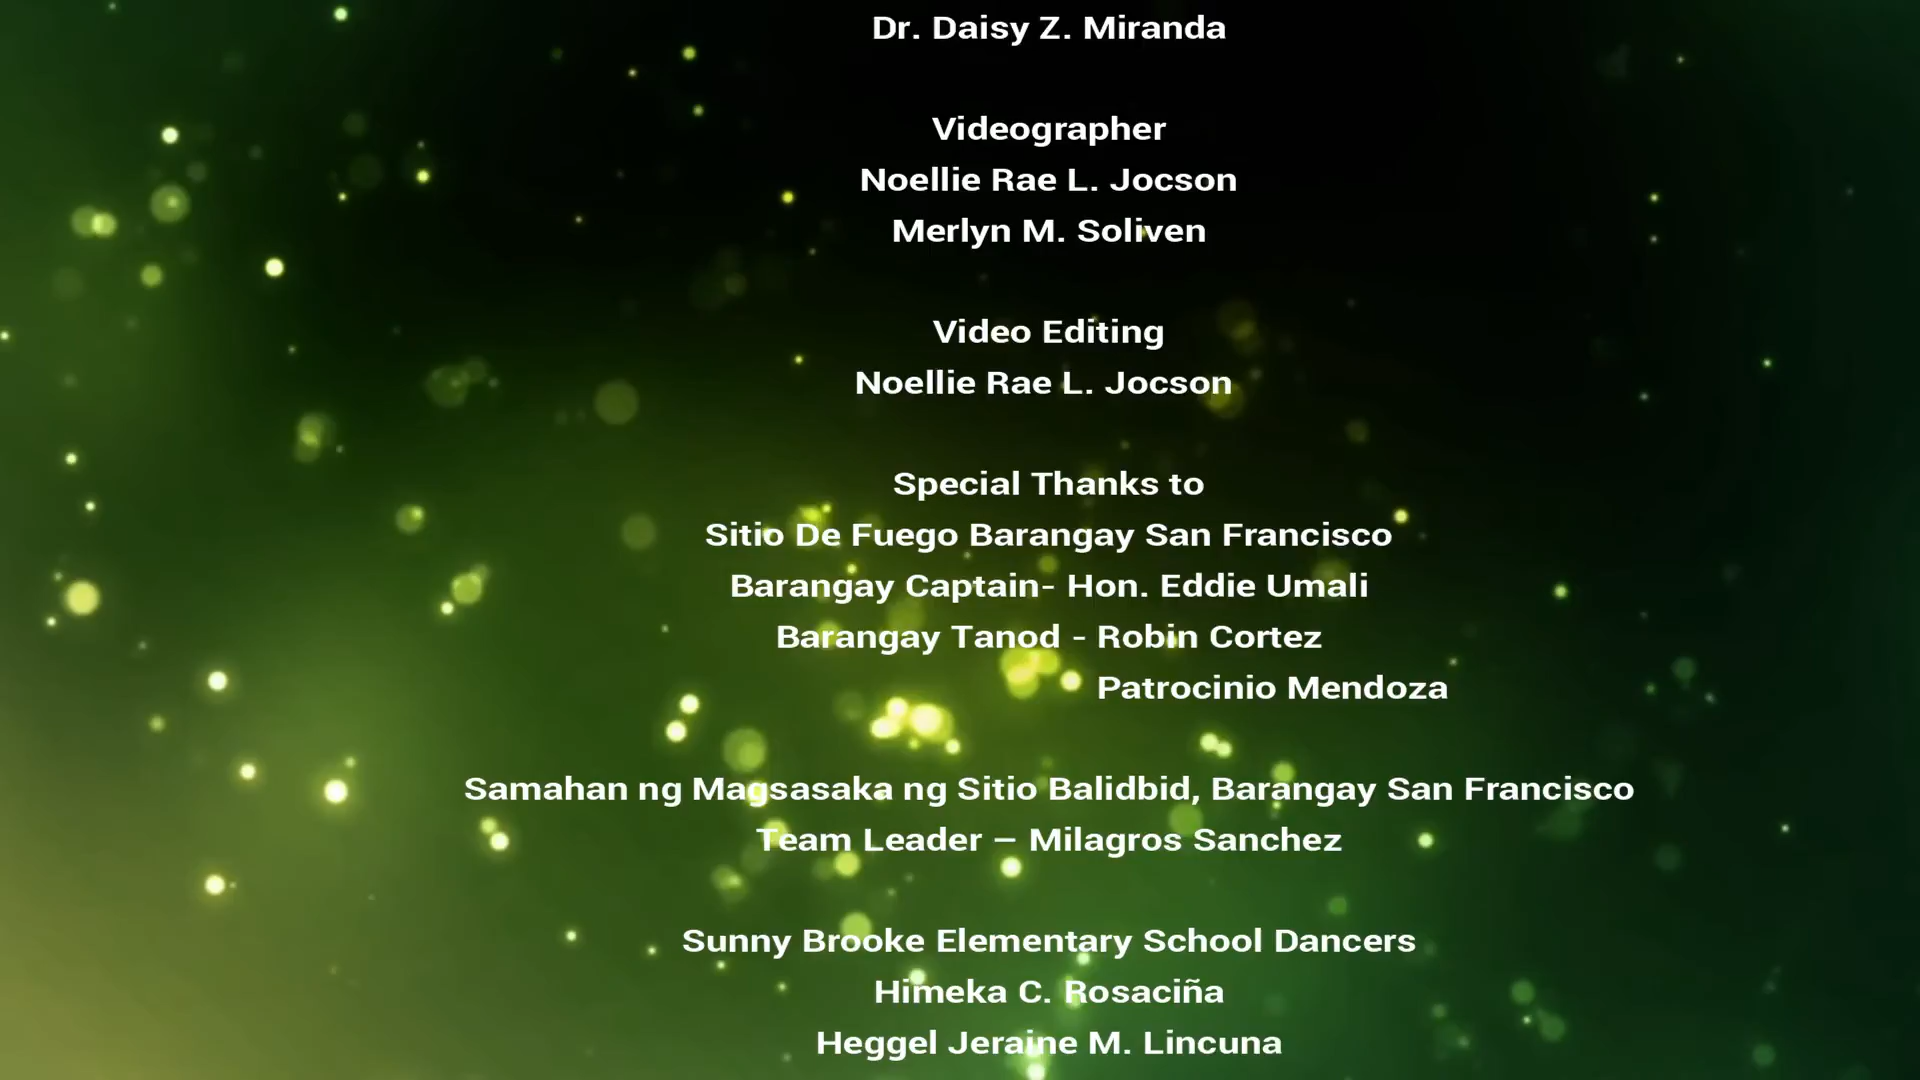 Dr. Daisy Z. Miranda
Videographer
Noellie Rae L. Jocson
Merlyn M. Soliven
Video Editing
Noellie Rae L. Jocson
Special Thanks to
Sitio De Fuego Barangay San Francisco
Barangay Captain- Hon. Eddie Umali
Barangay Tanod - Robin Cortez
Patrocinio Mendoza
Samahan ng Magsasaka ng Sitio Balidbid, Barangay San Francisco
Team Leader – Milagros Sanchez
Sunny Brooke Elementary School Dancers
Himeka C. Rosaciña
Heggel Jeraine M. Lincuna